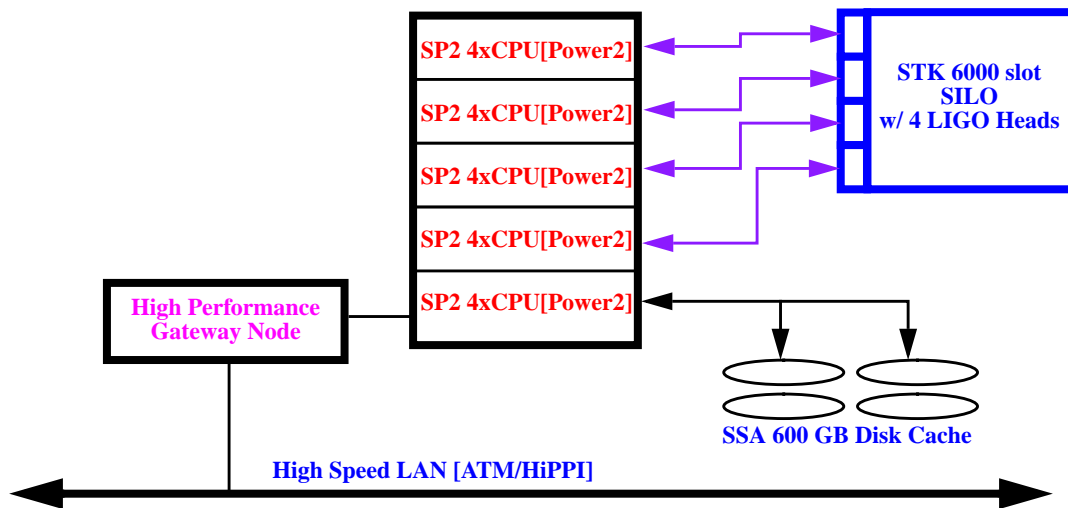 SP2 4xCPU[Power2]
SP2 4xCPU[Power2]
SP2 4xCPU[Power2]
SP2 4xCPU[Power2]
SP2 4xCPU[Power2]
STK 6000 slot
SILO
w/ 4 LIGO Heads
High Performance
Gateway Node
SSA 600 GB Disk Cache
High Speed LAN [ATM/HiPPI]